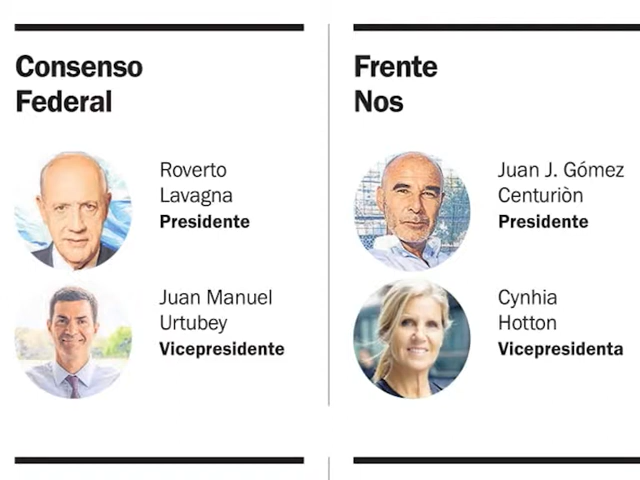 Consenso
Federal
Roverto
Lavagna
Presidente
Juan Manuel
Urtubey
Vicepresidente
Frente
Nos
Juan J. Gómez
Centuriòn
Presidente
Cynhia
Hotton
Vicepresidenta